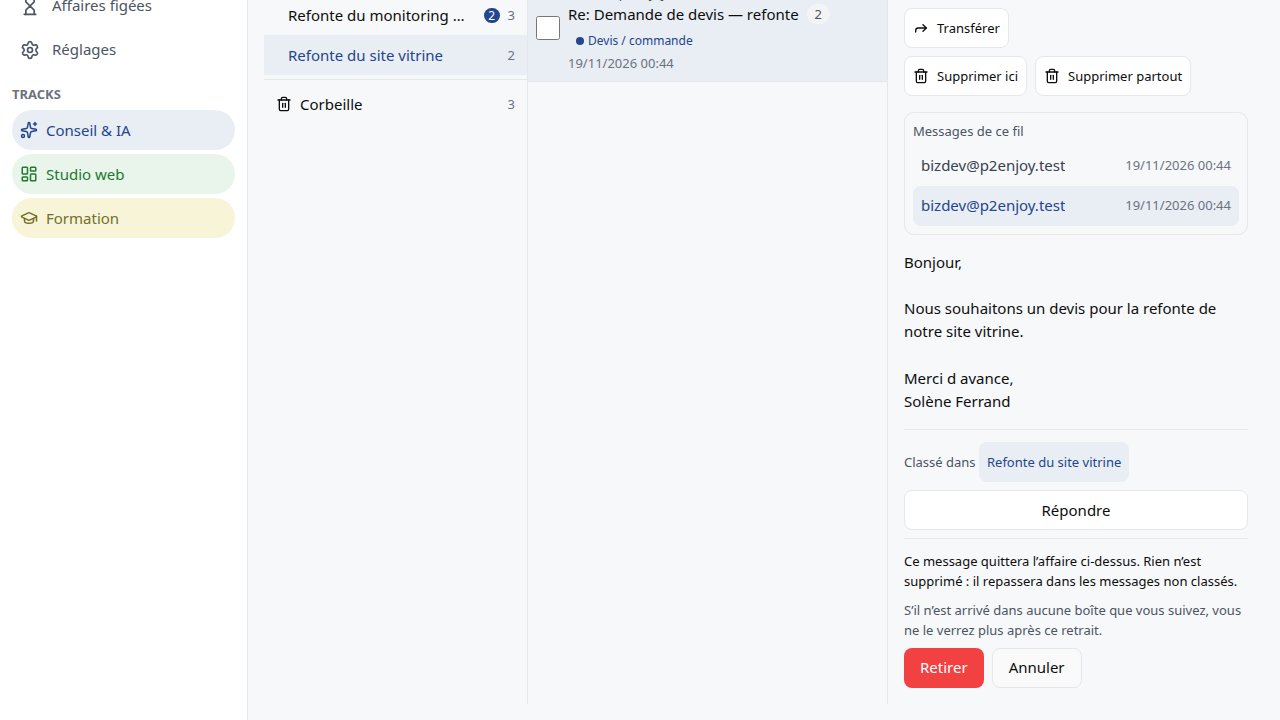 Affaires figées
Réglages
TRACKS
Conseil & IA
Studio web
Formation
Refonte du monitoring ... 2 3
Refonte du site vitrine 2
Corbeille 3
Re: Demande de devis — refonte 2
Devis / commande
19/11/2026 00:44
Transférer
Supprimer ici
Supprimer partout
Messages de ce fil
bizdev@p2enjoy.test 19/11/2026 00:44
bizdev@p2enjoy.test 19/11/2026 00:44
Bonjour,
Nous souhaitons un devis pour la refonte de
notre site vitrine.
Merci d avance,
Solène Ferrand
Classé dans Refonte du site vitrine
Répondre
Ce message quittera l’affaire ci-dessus. Rien n’est
supprimé : il repassera dans les messages non classés.
S’il n’est arrivé dans aucune boîte que vous suivez, vous
ne le verrez plus après ce retrait.
Retirer
Annuler